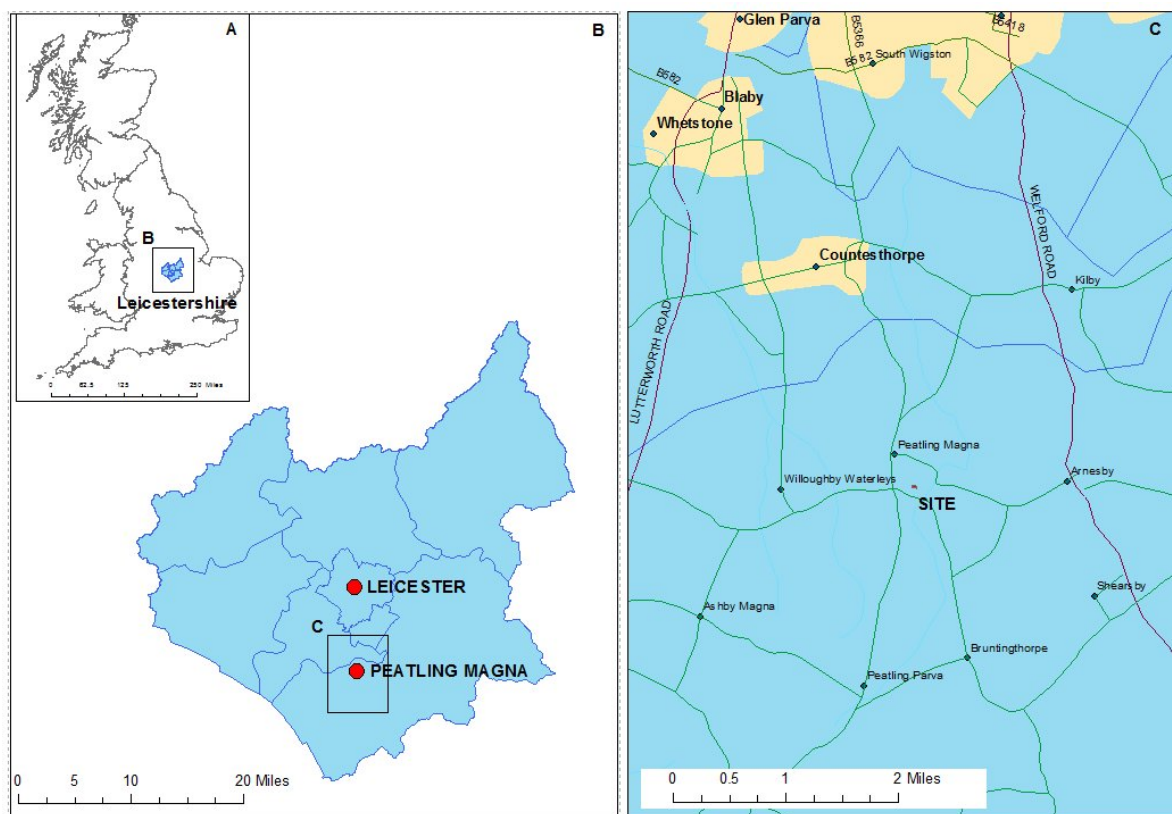 A
B
Leicestershire
0 62.5 125 250 Miles
B
LEICESTER
C
PEATLING MAGNA
0 5 10 20 Miles
C
Glen Parva
B5366
B5418
B582
South Wigston
B582
Blaby
Whetstone
WELFORD ROAD
Countesthorpe
Kilby
LUTTERWORTH ROAD
Peatling Magna
Arnesby
Willoughby Waterleys
SITE
Shearsby
Ashby Magna
Bruntingthorpe
Peatling Parva
0 0.5 1 2 Miles